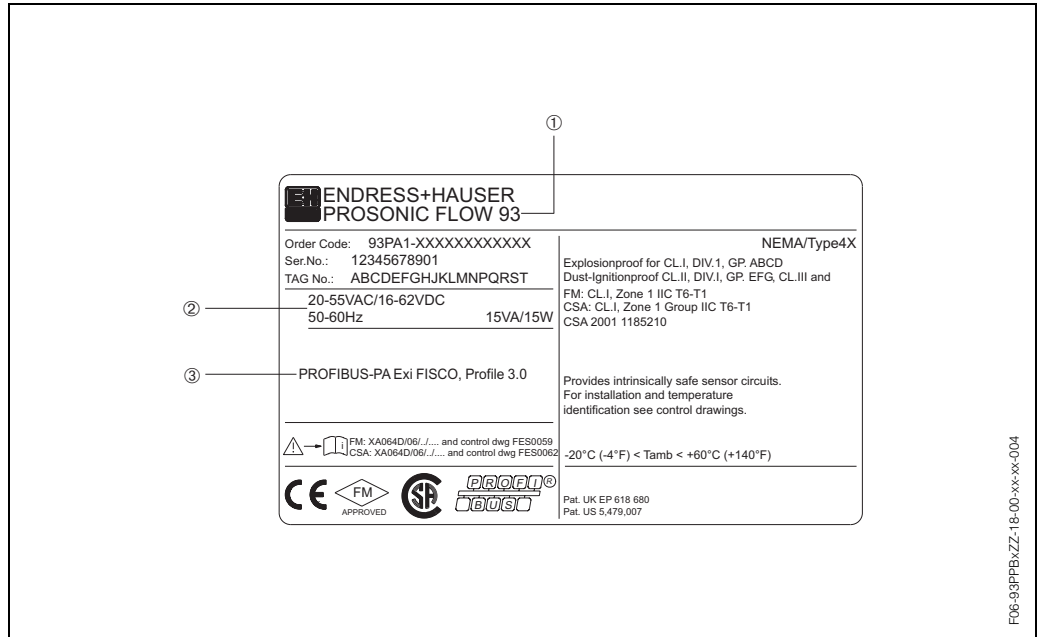 ①
EH ENDRESS+HAUSER
PROSONIC FLOW 93
Order Code: 93PA1-XXXXXXXXXXXX
Ser.No.: 12345678901
TAG No.: ABCDEFGHJKLMNPQRST
②
20-55VAC/16-62VDC
50-60Hz 15VA/15W
③
PROFIBUS-PA Exi FISCO, Profile 3.0
i
FM: XA064D/06/../.... and control dwg FES0059
CSA: XA064D/06/../.... and control dwg FES0062
CE
FM
APPROVED
SA
PROFI®
BUS
NEMA/Type4X
Explosionproof for CL.I, DIV.1, GP. ABCD
Dust-Ignitionproof CL.II, DIV.I, GP. EFG, CL.III and
FM: CL.I, Zone 1 IIC T6-T1
CSA: CL.I, Zone 1 Group IIC T6-T1
CSA 2001 1185210
Provides intrinsically safe sensor circuits.
For installation and temperature
identification see control drawings.
-20°C (-4°F) < Tamb < +60°C (+140°F)
Pat. UK EP 618 680
Pat. US 5,479,007
F06-93PPBxZZ-18-00-xx-xx-004